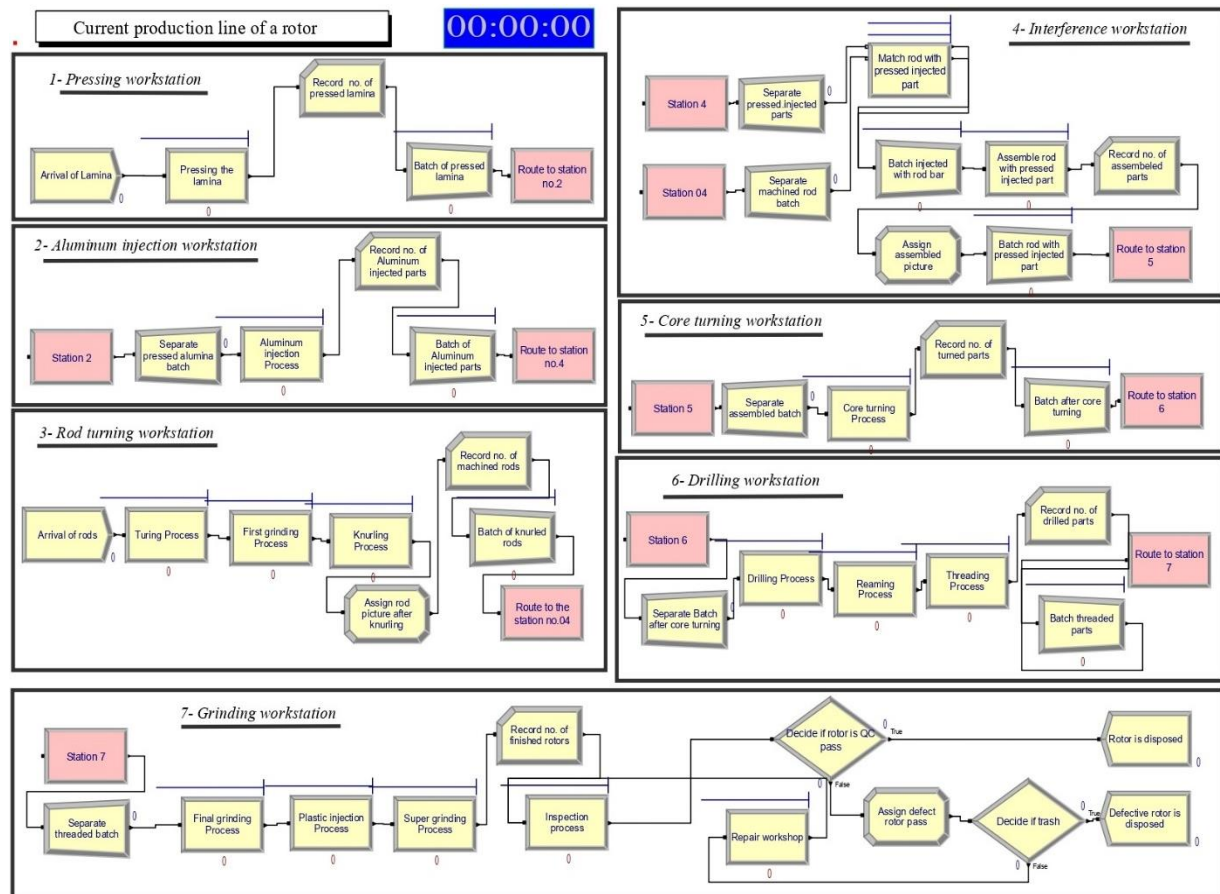 Current production line of a rotor
00:00:00
1- Pressing workstation
Arrival of Lamina
0
Pressing the
lamina
0
Record no. of
pressed lamina
Batch of pressed
lamina
0
Route to station
no.2
2- Aluminum injection workstation
Station 2
Separate
pressed alumina
batch
0
Aluminum
injection
Process
0
Record no. of
Aluminum
injected parts
Batch of
Aluminum
injected parts
0
Route to station
no.4
3- Rod turning workstation
Arrival of rods
0
Turing Process
0
First grinding
Process
0
Knurling
Process
0
Assign rod
picture after
knurling
Record no. of
machined rods
Batch of knurled
rods
0
Route to the
station no.04
4- Interference workstation
Station 4
Separate
pressed.injected
parts
0
Match rod with
pressed injected
part
Station 04
Separate
machined rod
batch
0
Batch injected
with rod bar
0
Assemble rod
with pressed
injected part
0
Record no. of
assembeled
parts
Assign
assembled
picture
Batch rod with
pressed injected
part
0
Route to station
5
5- Core turning workstation
Station 5
Separate
assembled batch
0
Core turning
Process
0
Record no. of
turned parts
Batch after core
turning
0
Route to station
6
6- Drilling workstation
Station 6
Separate Batch
after core turning
0
Drilling Process
0
Reaming
Process
0
Threading
Process
0
Record no. of
drilled parts
Batch threaded
parts
0
Route to station
7
7- Grinding workstation
Station 7
Separate
threaded batch
0
Final grinding
Process
0
Plastic injection
Process
0
Super grinding
Process
0
Record no. of
finished rotors
Inspection
process
0
Decide if rotor is QC
pass
0
True
0
False
Rotor is disposed
0
Repair workshop
0
Assign defect
rotor pass
Decide if trash
0
True
0
False
Defective rotor is
disposed
0